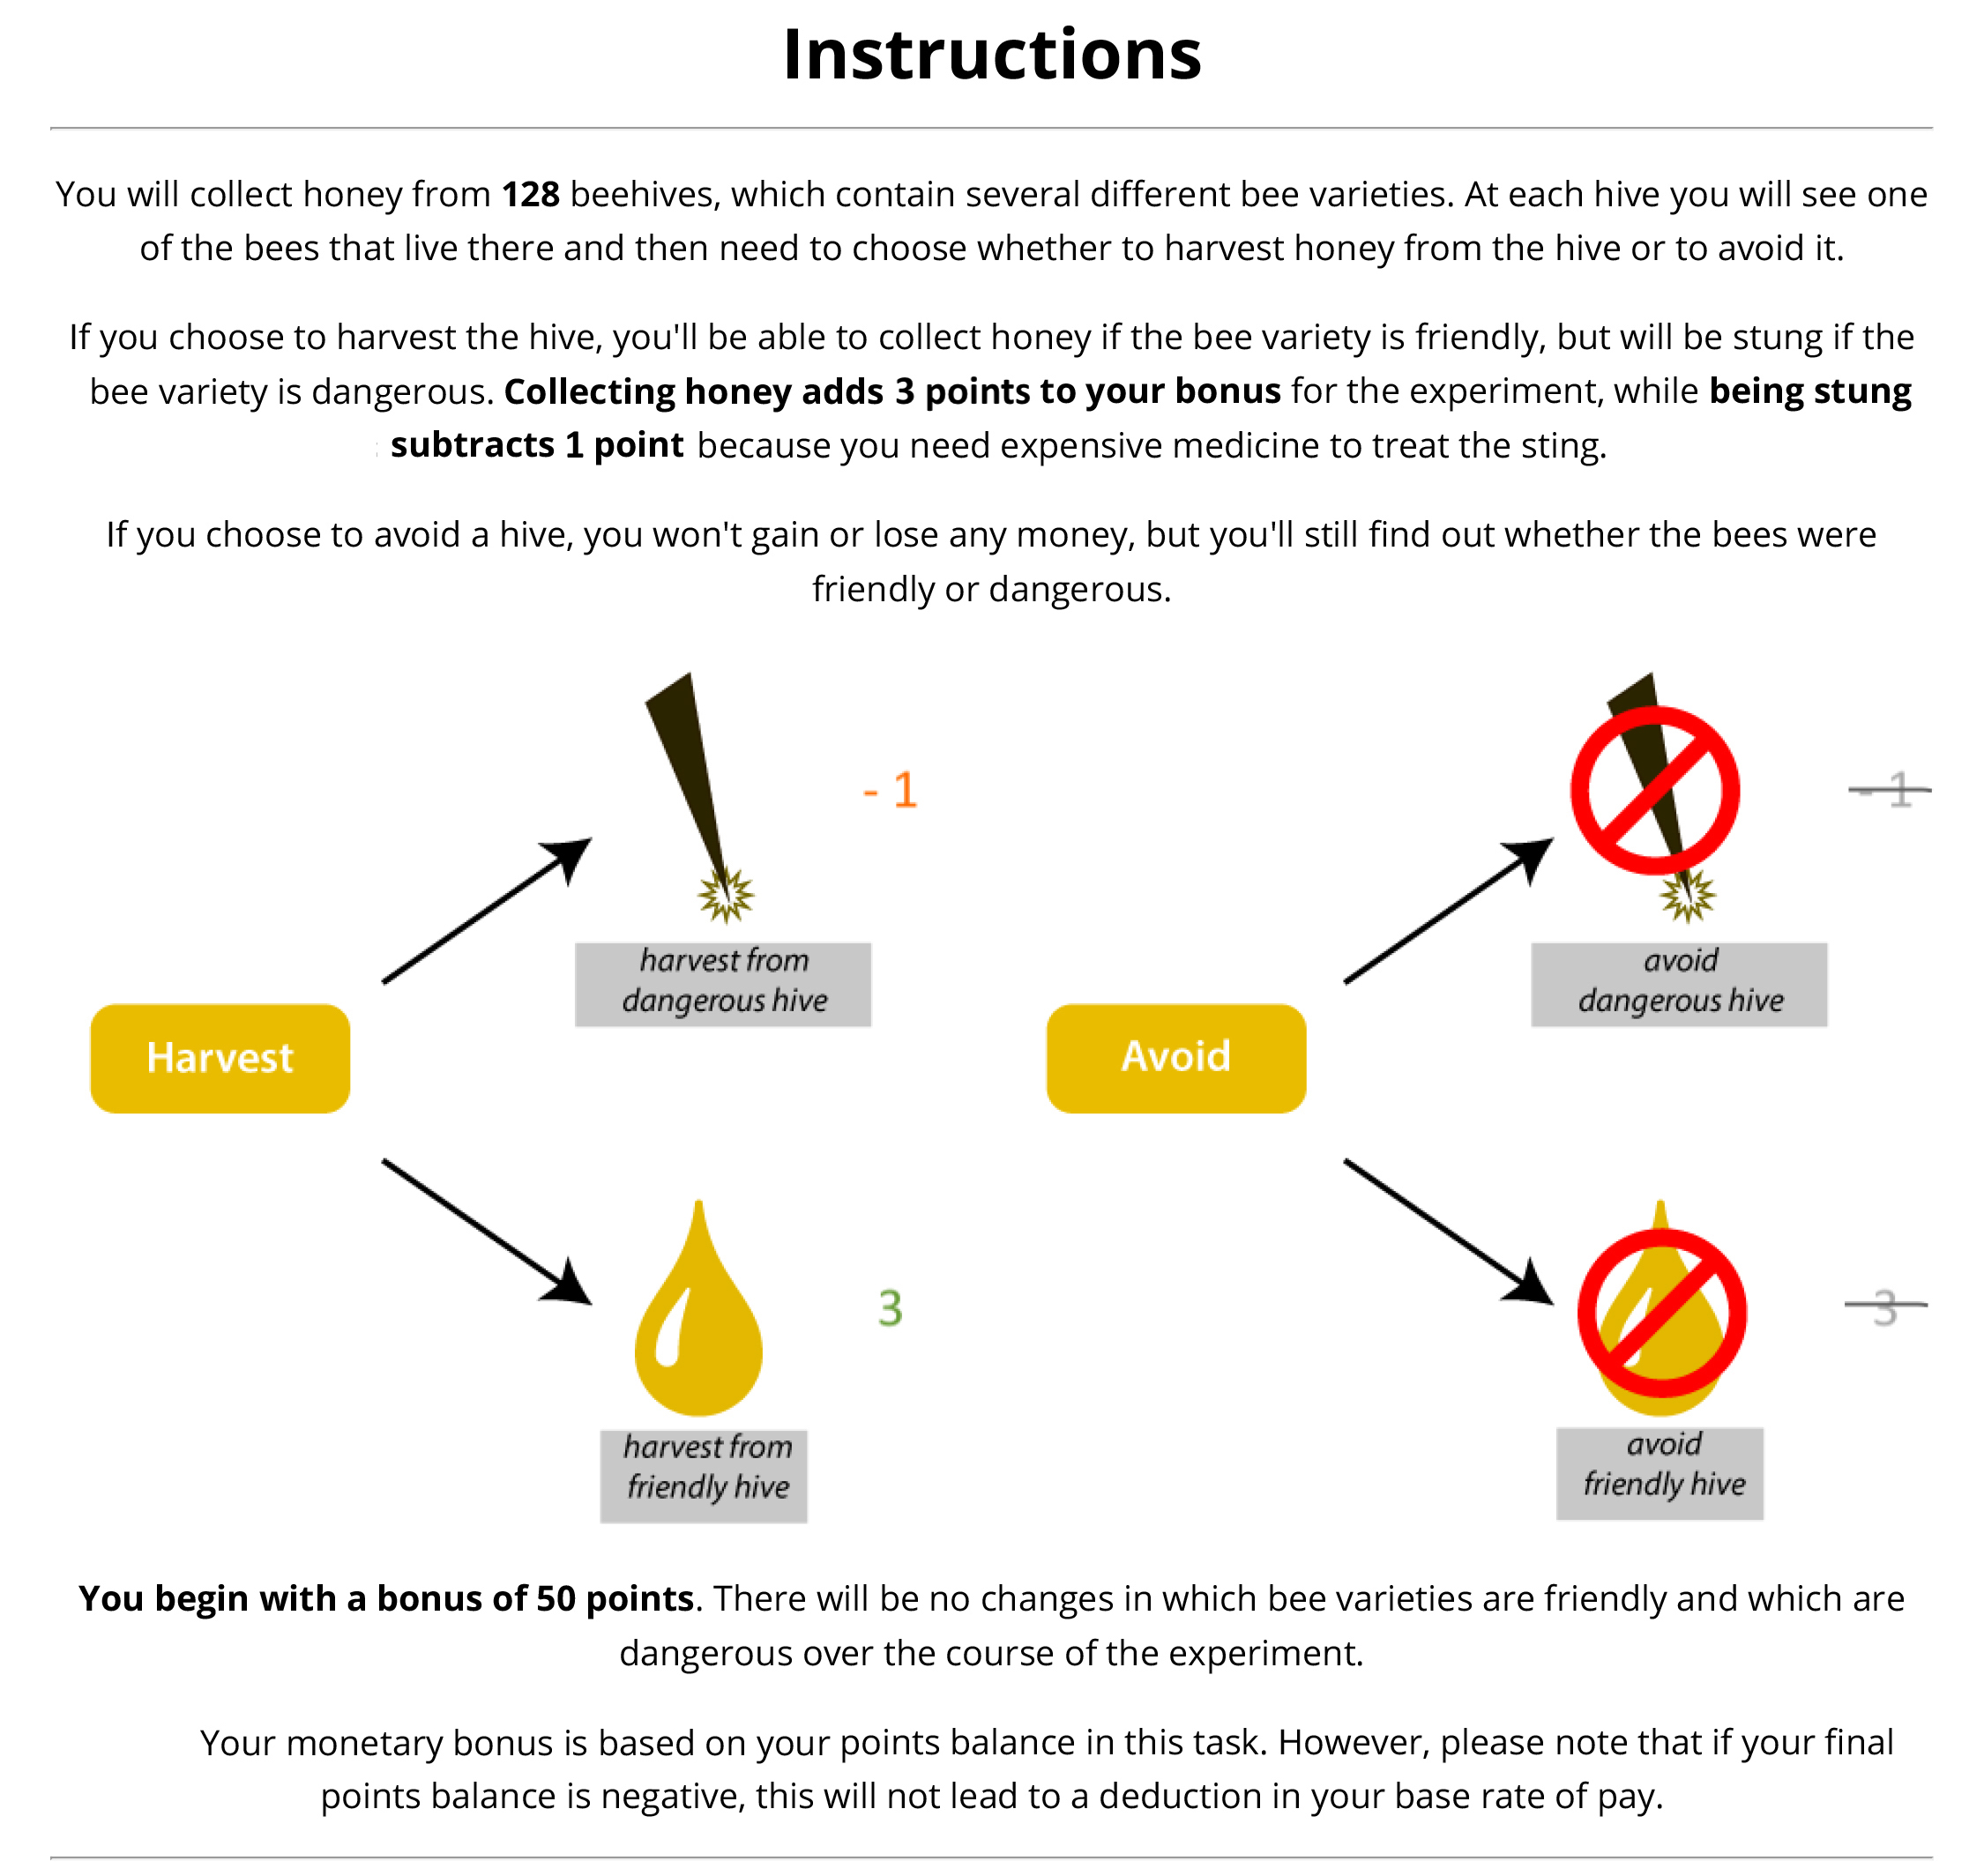 Instructions
You will collect honey from 128 beehives, which contain several different bee varieties. At each hive you will see one
of the bees that live there and then need to choose whether to harvest honey from the hive or to avoid it.
If you choose to harvest the hive, you'll be able to collect honey if the bee variety is friendly, but will be stung if the
bee variety is dangerous. Collecting honey adds 3 points to your bonus for the experiment, while being stung
subtracts 1 point because you need expensive medicine to treat the sting.
If you choose to avoid a hive, you won't gain or lose any money, but you'll still find out whether the bees were
friendly or dangerous.
- 1
- 1
harvest from
dangerous hive
avoid
dangerous hive
Harvest
Avoid
3
3
harvest from
friendly hive
avoid
friendly hive
You begin with a bonus of 50 points. There will be no changes in which bee varieties are friendly and which are
dangerous over the course of the experiment.
Your monetary bonus is based on your points balance in this task. However, please note that if your final
points balance is negative, this will not lead to a deduction in your base rate of pay.